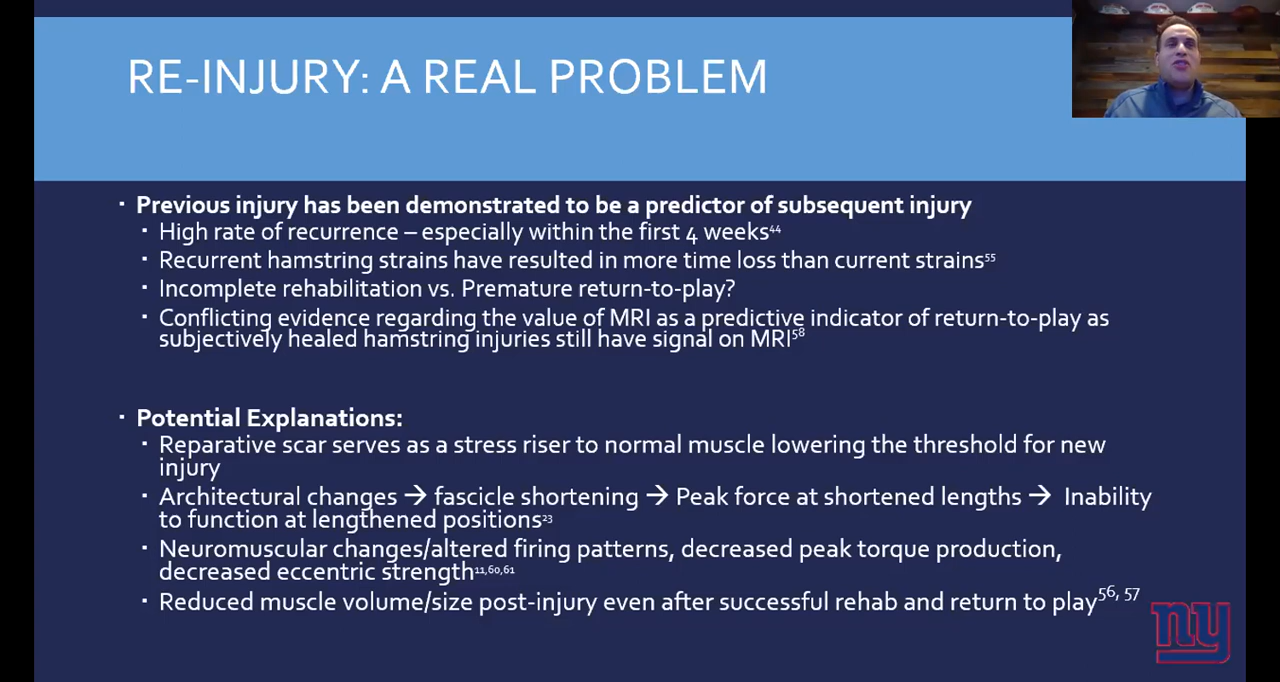 RE-INJURY: A REAL PROBLEM
▪ Previous injury has been demonstrated to be a predictor of subsequent injury
▪ High rate of recurrence – especially within the first 4 weeks⁴⁴
▪ Recurrent hamstring strains have resulted in more time loss than current strains⁵⁵
▪ Incomplete rehabilitation vs. Premature return-to-play?
▪ Conflicting evidence regarding the value of MRI as a predictive indicator of return-to-play as
subjectively healed hamstring injuries still have signal on MRI⁵⁸
▪ Potential Explanations:
▪ Reparative scar serves as a stress riser to normal muscle lowering the threshold for new
injury
▪ Architectural changes → fascicle shortening → Peak force at shortened lengths → Inability
to function at lengthened positions²³
▪ Neuromuscular changes/altered firing patterns, decreased peak torque production,
decreased eccentric strength¹¹,⁶⁰,⁶¹
▪ Reduced muscle volume/size post-injury even after successful rehab and return to play⁵⁶, ⁵⁷
ny